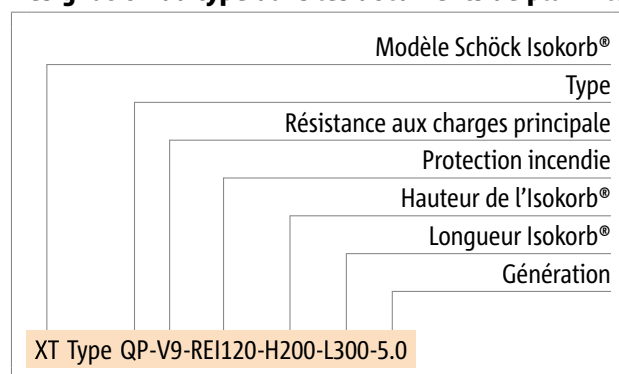 Modèle Schöck Isokorb®
Type
Résistance aux charges principale
Protection incendie
Hauteur de l’Isokorb®
Longueur Isokorb®
Génération
XT Type QP-V9-REI120-H200-L300-5.0